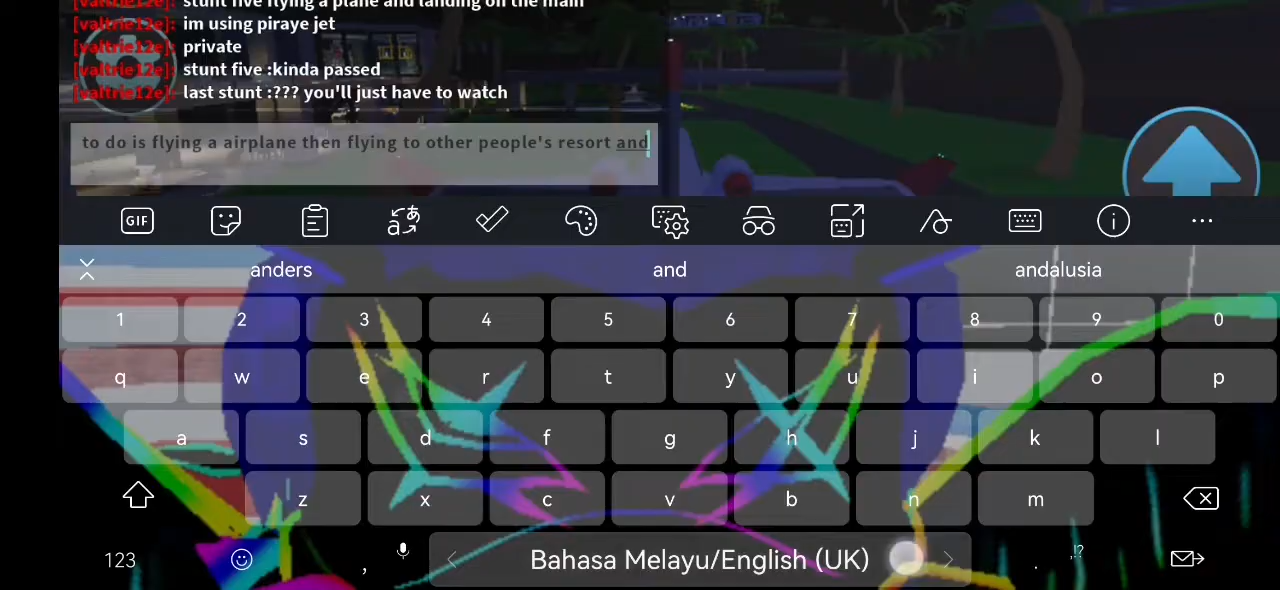 [valtrie12e]: stunt five flying a plane and landing on the main
[valtrie12e]: im using piraye jet
[valtrie12e]: private
[valtrie12e]: stunt five :kinda passed
[valtrie12e]: last stunt :??? you'll just have to watch
to do is flying a airplane then flying to other people's resort and
GIF
anders and andalusia
1 2 3 4 5 6 7 8 9 0
q w e r t y u i o p
a s d f g h j k l
z x c v b n m
123 , Bahasa Melayu/English (UK) . ,!?